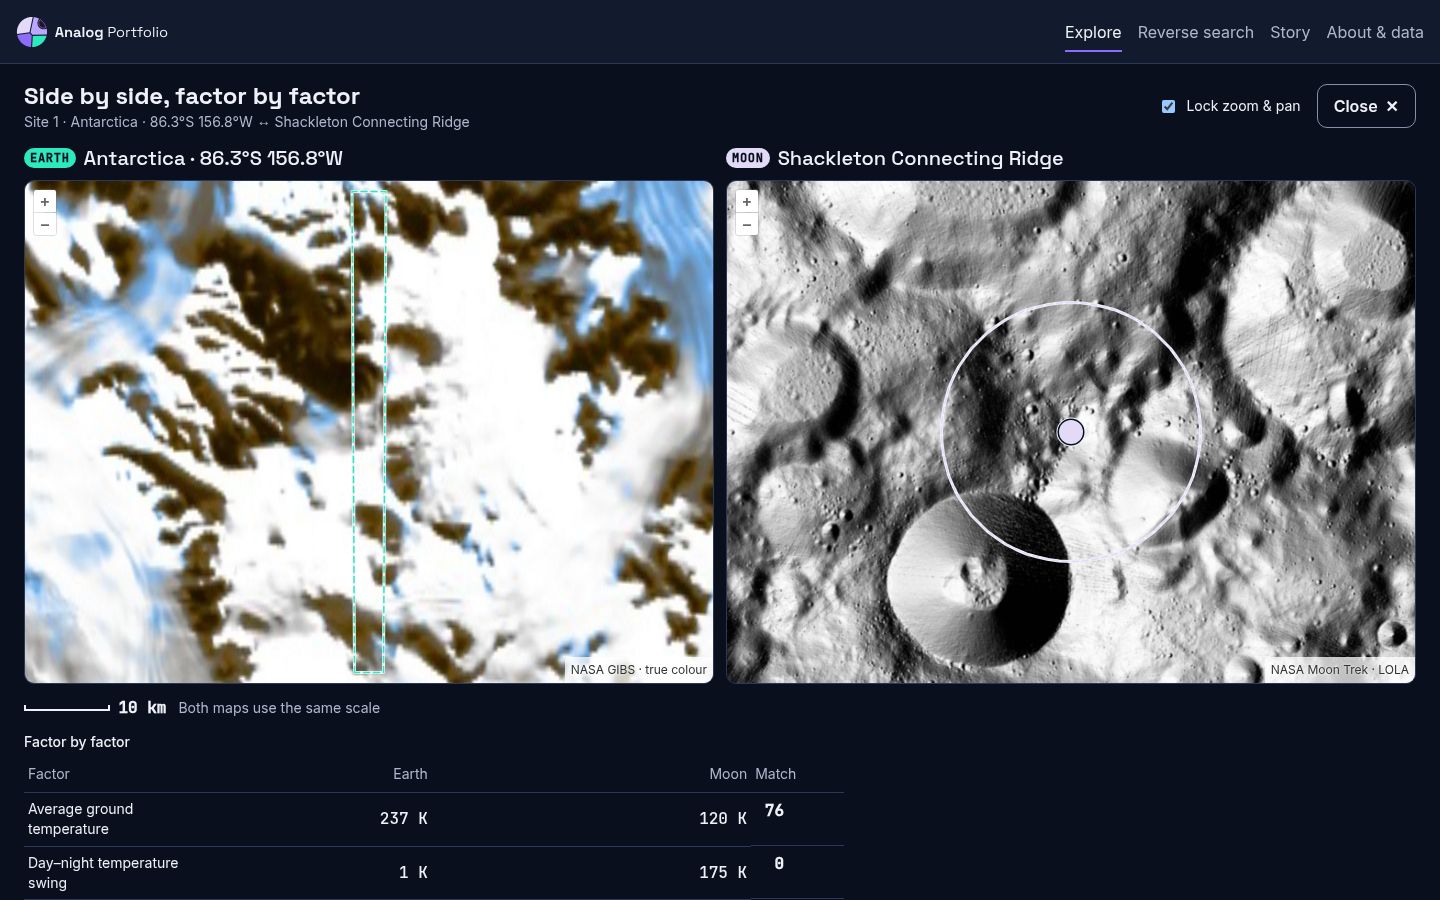 Analog Portfolio
Explore
Reverse search
Story
About & data
Side by side, factor by factor
Site 1 · Antarctica · 86.3°S 156.8°W ↔ Shackleton Connecting Ridge
Lock zoom & pan
Close ✕
EARTH Antarctica · 86.3°S 156.8°W
MOON Shackleton Connecting Ridge
+
−
NASA GIBS · true colour
+
−
NASA Moon Trek · LOLA
10 km Both maps use the same scale
Factor by factor
Factor Earth Moon Match
Average ground
temperature
237 K 120 K 76
Day–night temperature
swing
1 K 175 K 0